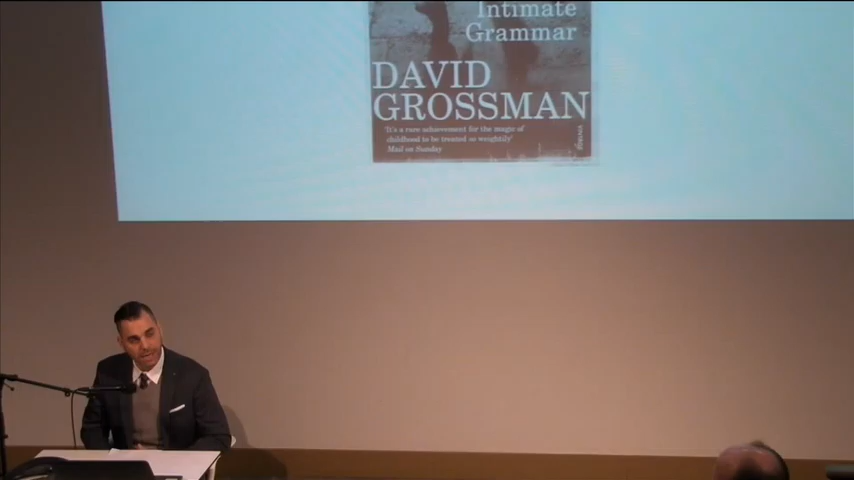 Intimate
Grammar
DAVID
GROSSMAN
'It's a rare achievement for the magic of
childhood to be treated so weightily'
Mail on Sunday
VINTAGE